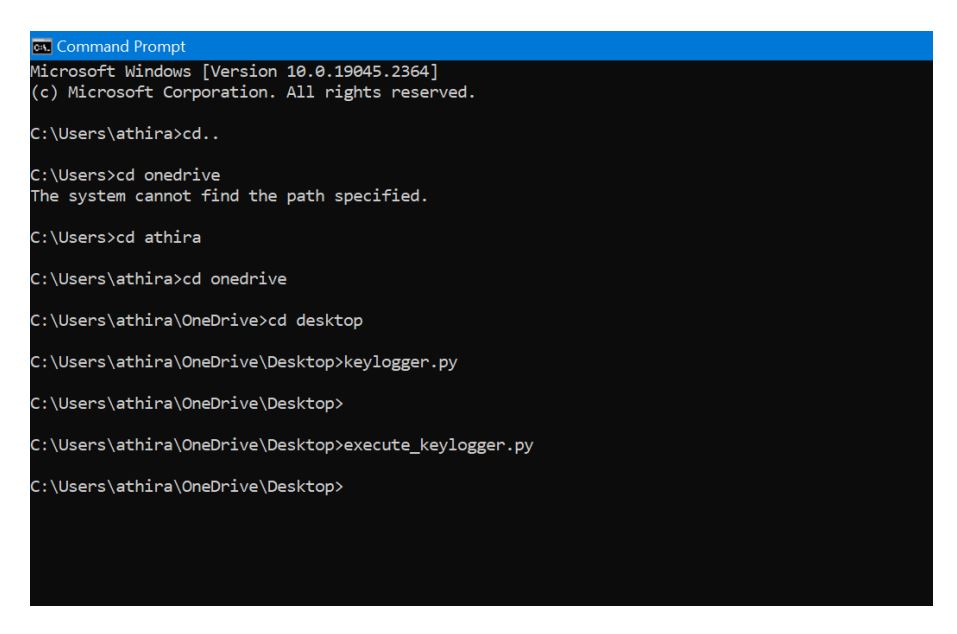 Command Prompt
Microsoft Windows [Version 10.0.19045.2364]
(c) Microsoft Corporation. All rights reserved.
C:\Users\athira>cd..
C:\Users>cd onedrive
The system cannot find the path specified.
C:\Users>cd athira
C:\Users\athira>cd onedrive
C:\Users\athira\OneDrive>cd desktop
C:\Users\athira\OneDrive\Desktop>keylogger.py
C:\Users\athira\OneDrive\Desktop>
C:\Users\athira\OneDrive\Desktop>execute_keylogger.py
C:\Users\athira\OneDrive\Desktop>